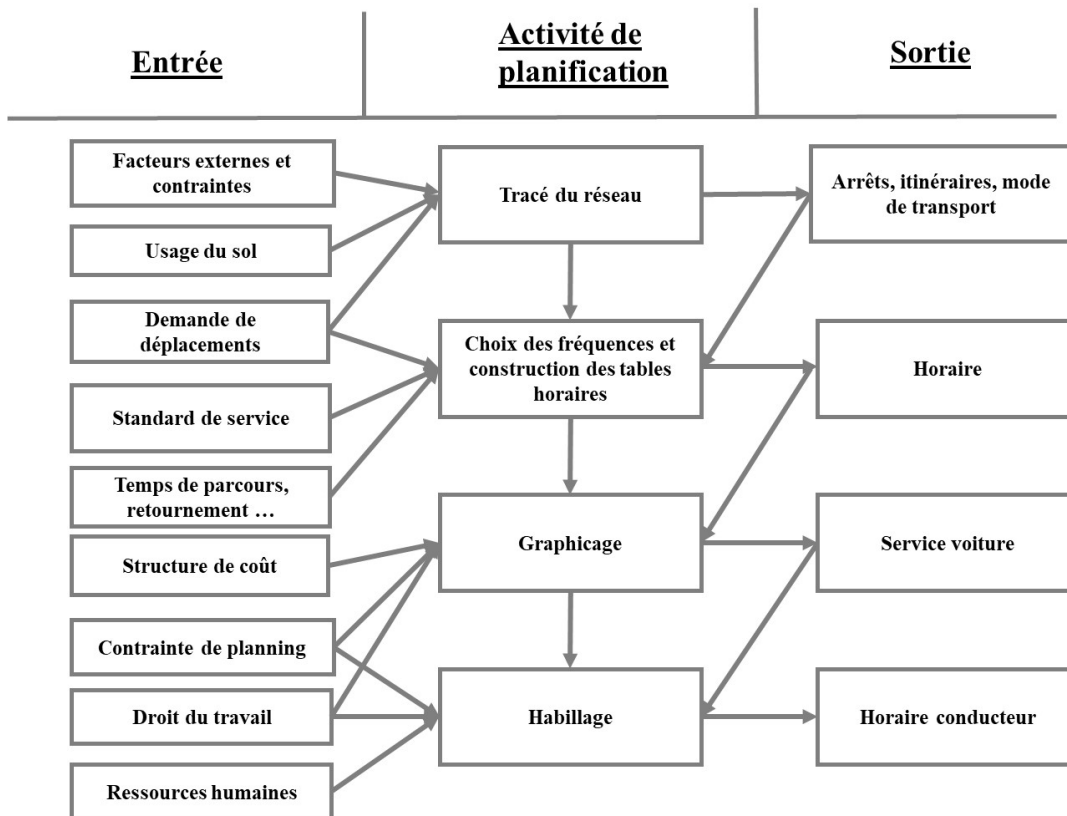 Entrée
Activité de
planification
Sortie
Facteurs externes et
contraintes
Usage du sol
Demande de
déplacements
Standard de service
Temps de parcours,
retournement …
Structure de coût
Contrainte de planning
Droit du travail
Ressources humaines
Tracé du réseau
Choix des fréquences et
construction des tables
horaires
Graphicage
Habillage
Arrêts, itinéraires, mode
de transport
Horaire
Service voiture
Horaire conducteur